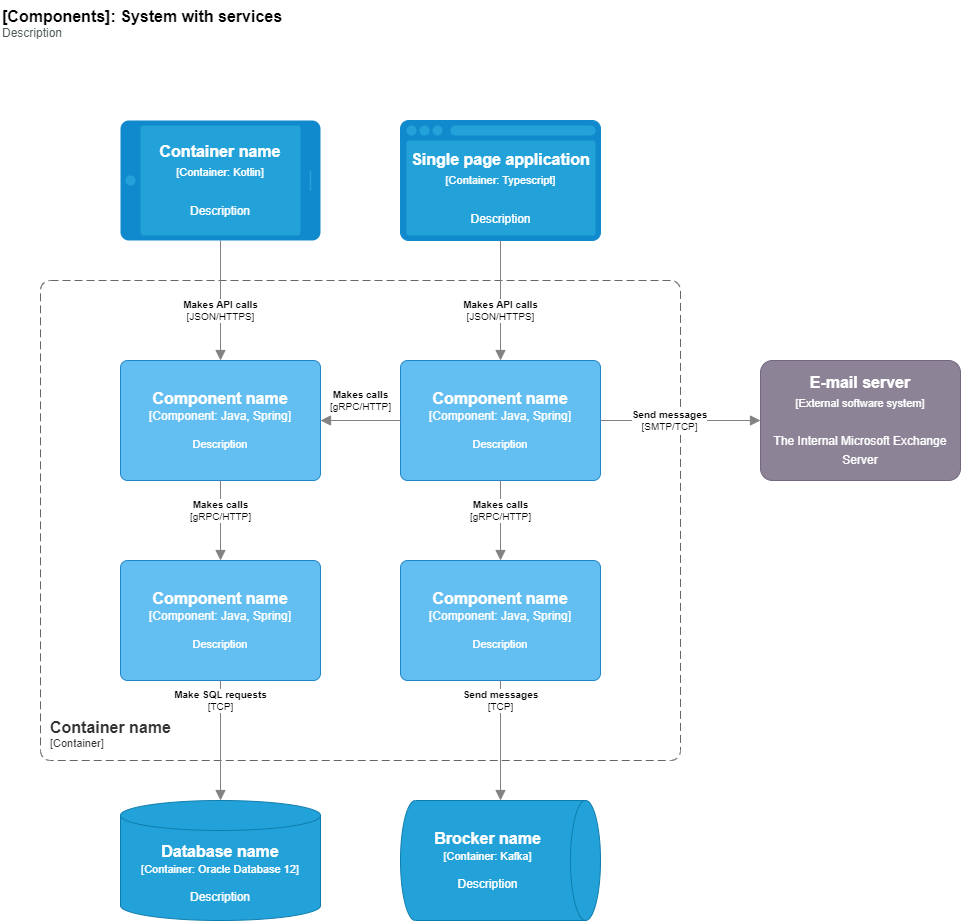 [Components]: System with services
Description
Container name
[Container: Kotlin]
Description
Single page application
[Container: Typescript]
Description
Makes API calls
[JSON/HTTPS]
Makes API calls
[JSON/HTTPS]
Component name
[Component: Java, Spring]
Description
Makes calls
[gRPC/HTTP]
Component name
[Component: Java, Spring]
Description
Send messages
[SMTP/TCP]
E-mail server
[External software system]
The Internal Microsoft Exchange
Server
Makes calls
[gRPC/HTTP]
Makes calls
[gRPC/HTTP]
Component name
[Component: Java, Spring]
Description
Component name
[Component: Java, Spring]
Description
Make SQL requests
[TCP]
Send messages
[TCP]
Container name
[Container]
Database name
[Container: Oracle Database 12]
Description
Brocker name
[Container: Kafka]
Description